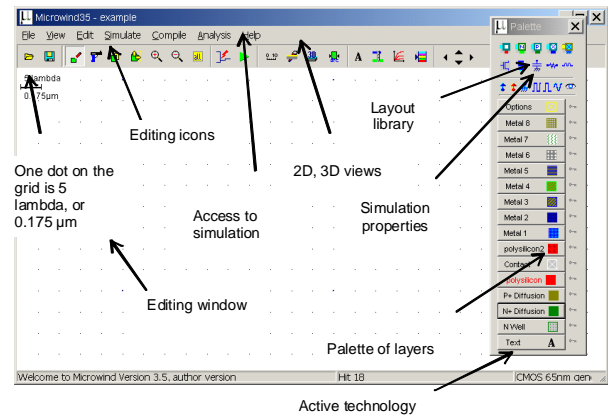 Microwind35 - example
File View Edit Simulate Compile Analysis Help
5 lambda
0.175µm
Editing icons
One dot on the
grid is 5
lambda, or
0.175 µm
Access to
simulation
2D, 3D views
Editing window
Layout
library
Simulation
properties
Palette of layers
Palette
Options
Metal 8
Metal 7
Metal 6
Metal 5
Metal 4
Metal 3
Metal 2
Metal 1
polysilicon2
Contact
polysilicon
P+ Diffusion
N+ Diffusion
N Well
Text A
Welcome to Microwind Version 3.5, author version
Hit 18
CMOS 65nm gen
Active technology